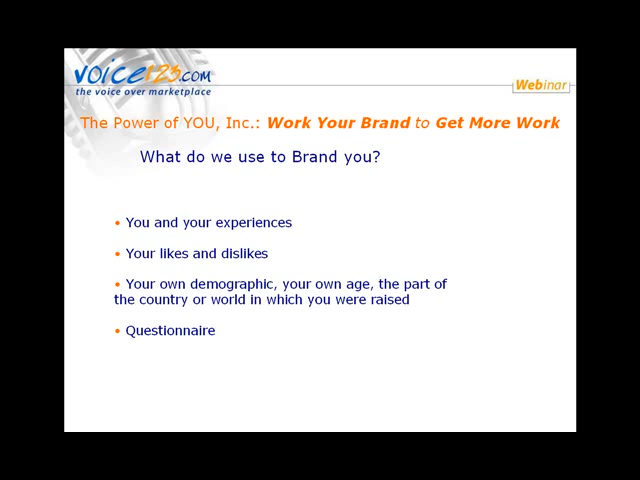 voice123.com
the voice over marketplace
Webinar
The Power of YOU, Inc.: Work Your Brand to Get More Work
What do we use to Brand you?
• You and your experiences
• Your likes and dislikes
• Your own demographic, your own age, the part of
the country or world in which you were raised
• Questionnaire